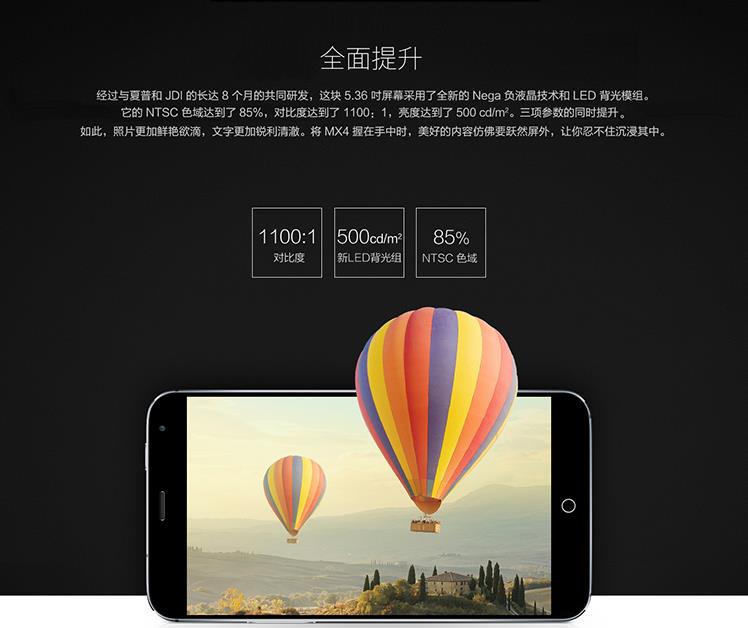 全面提升
经过与夏普和 JDI 的长达 8 个月的共同研发，这块 5.36 吋屏幕采用了全新的 Nega 负液晶技术和 LED 背光模组。
它的 NTSC 色域达到了 85%，对比度达到了 1100：1，亮度达到了 500 cd/m²。三项参数的同时提升。
如此，照片更加鲜艳欲滴，文字更加锐利清澈。将 MX4 握在手中时，美好的内容仿佛要跃然屏外，让你忍不住沉浸其中。
1100:1 500cd/m² 85%
对比度 新LED背光组 NTSC 色域